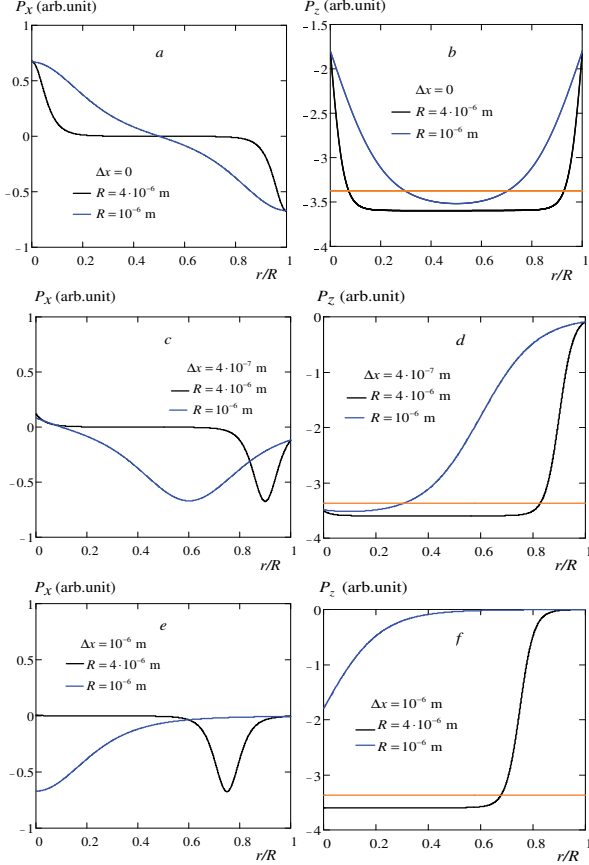 Pₓ (arb.unit)
1
0.5
0
-0.5
-1
a
Δx = 0
R = 4·10⁻⁶ m
R = 10⁻⁶ m
0 0.2 0.4 0.6 0.8 1
r/R
P_z (arb.unit)
-1.5
-2
-2.5
-3
-3.5
-4
b
Δx = 0
R = 4·10⁻⁶ m
R = 10⁻⁶ m
0 0.2 0.4 0.6 0.8 1
r/R
Pₓ (arb.unit)
1
0.5
0
-0.5
-1
c
Δx = 4·10⁻⁷ m
R = 4·10⁻⁶ m
R = 10⁻⁶ m
0 0.2 0.4 0.6 0.8 1
r/R
P_z (arb.unit)
0
-1
-2
-3
-4
d
Δx = 4·10⁻⁷ m
R = 4·10⁻⁶ m
R = 10⁻⁶ m
0 0.2 0.4 0.6 0.8 1
r/R
Pₓ (arb.unit)
1
0.5
0
-0.5
-1
e
Δx = 10⁻⁶ m
R = 4·10⁻⁶ m
R = 10⁻⁶ m
0 0.2 0.4 0.6 0.8 1
r/R
P_z (arb.unit)
0
-1
-2
-3
-4
f
Δx = 10⁻⁶ m
R = 4·10⁻⁶ m
R = 10⁻⁶ m
0 0.2 0.4 0.6 0.8 1
r/R